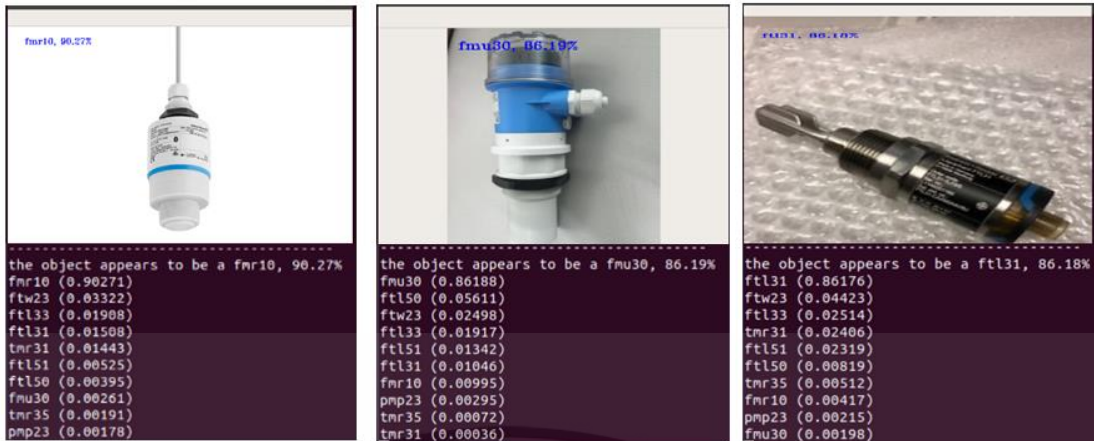 fmr10, 90.27%
the object appears to be a fmr10, 90.27%
fmr10 (0.90271)
ftw23 (0.03322)
ftl33 (0.01908)
ftl31 (0.01508)
tmr31 (0.01443)
ftl51 (0.00525)
ftl50 (0.00395)
fmu30 (0.00261)
tmr35 (0.00191)
pmp23 (0.00178)
fmu30, 86.19%
the object appears to be a fmu30, 86.19%
fmu30 (0.86188)
ftl50 (0.05611)
ftw23 (0.02498)
ftl33 (0.01917)
ftl51 (0.01342)
ftl31 (0.01046)
fmr10 (0.00995)
pmp23 (0.00295)
tmr35 (0.00072)
tmr31 (0.00036)
ftl31, 86.18%
the object appears to be a ftl31, 86.18%
ftl31 (0.86176)
ftw23 (0.04423)
ftl33 (0.02514)
tmr31 (0.02406)
ftl51 (0.02319)
ftl50 (0.00819)
tmr35 (0.00512)
fmr10 (0.00417)
pmp23 (0.00215)
fmu30 (0.00198)